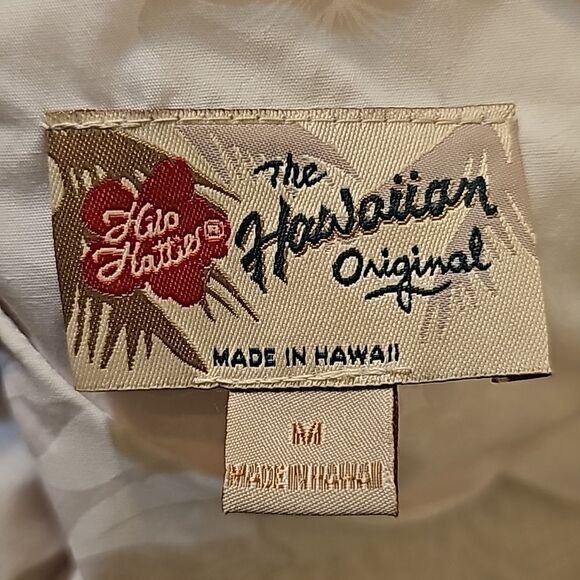 Hilo
Hattie
The
Hawaiian
Original
MADE IN HAWAII
M
MADE IN HAWAII